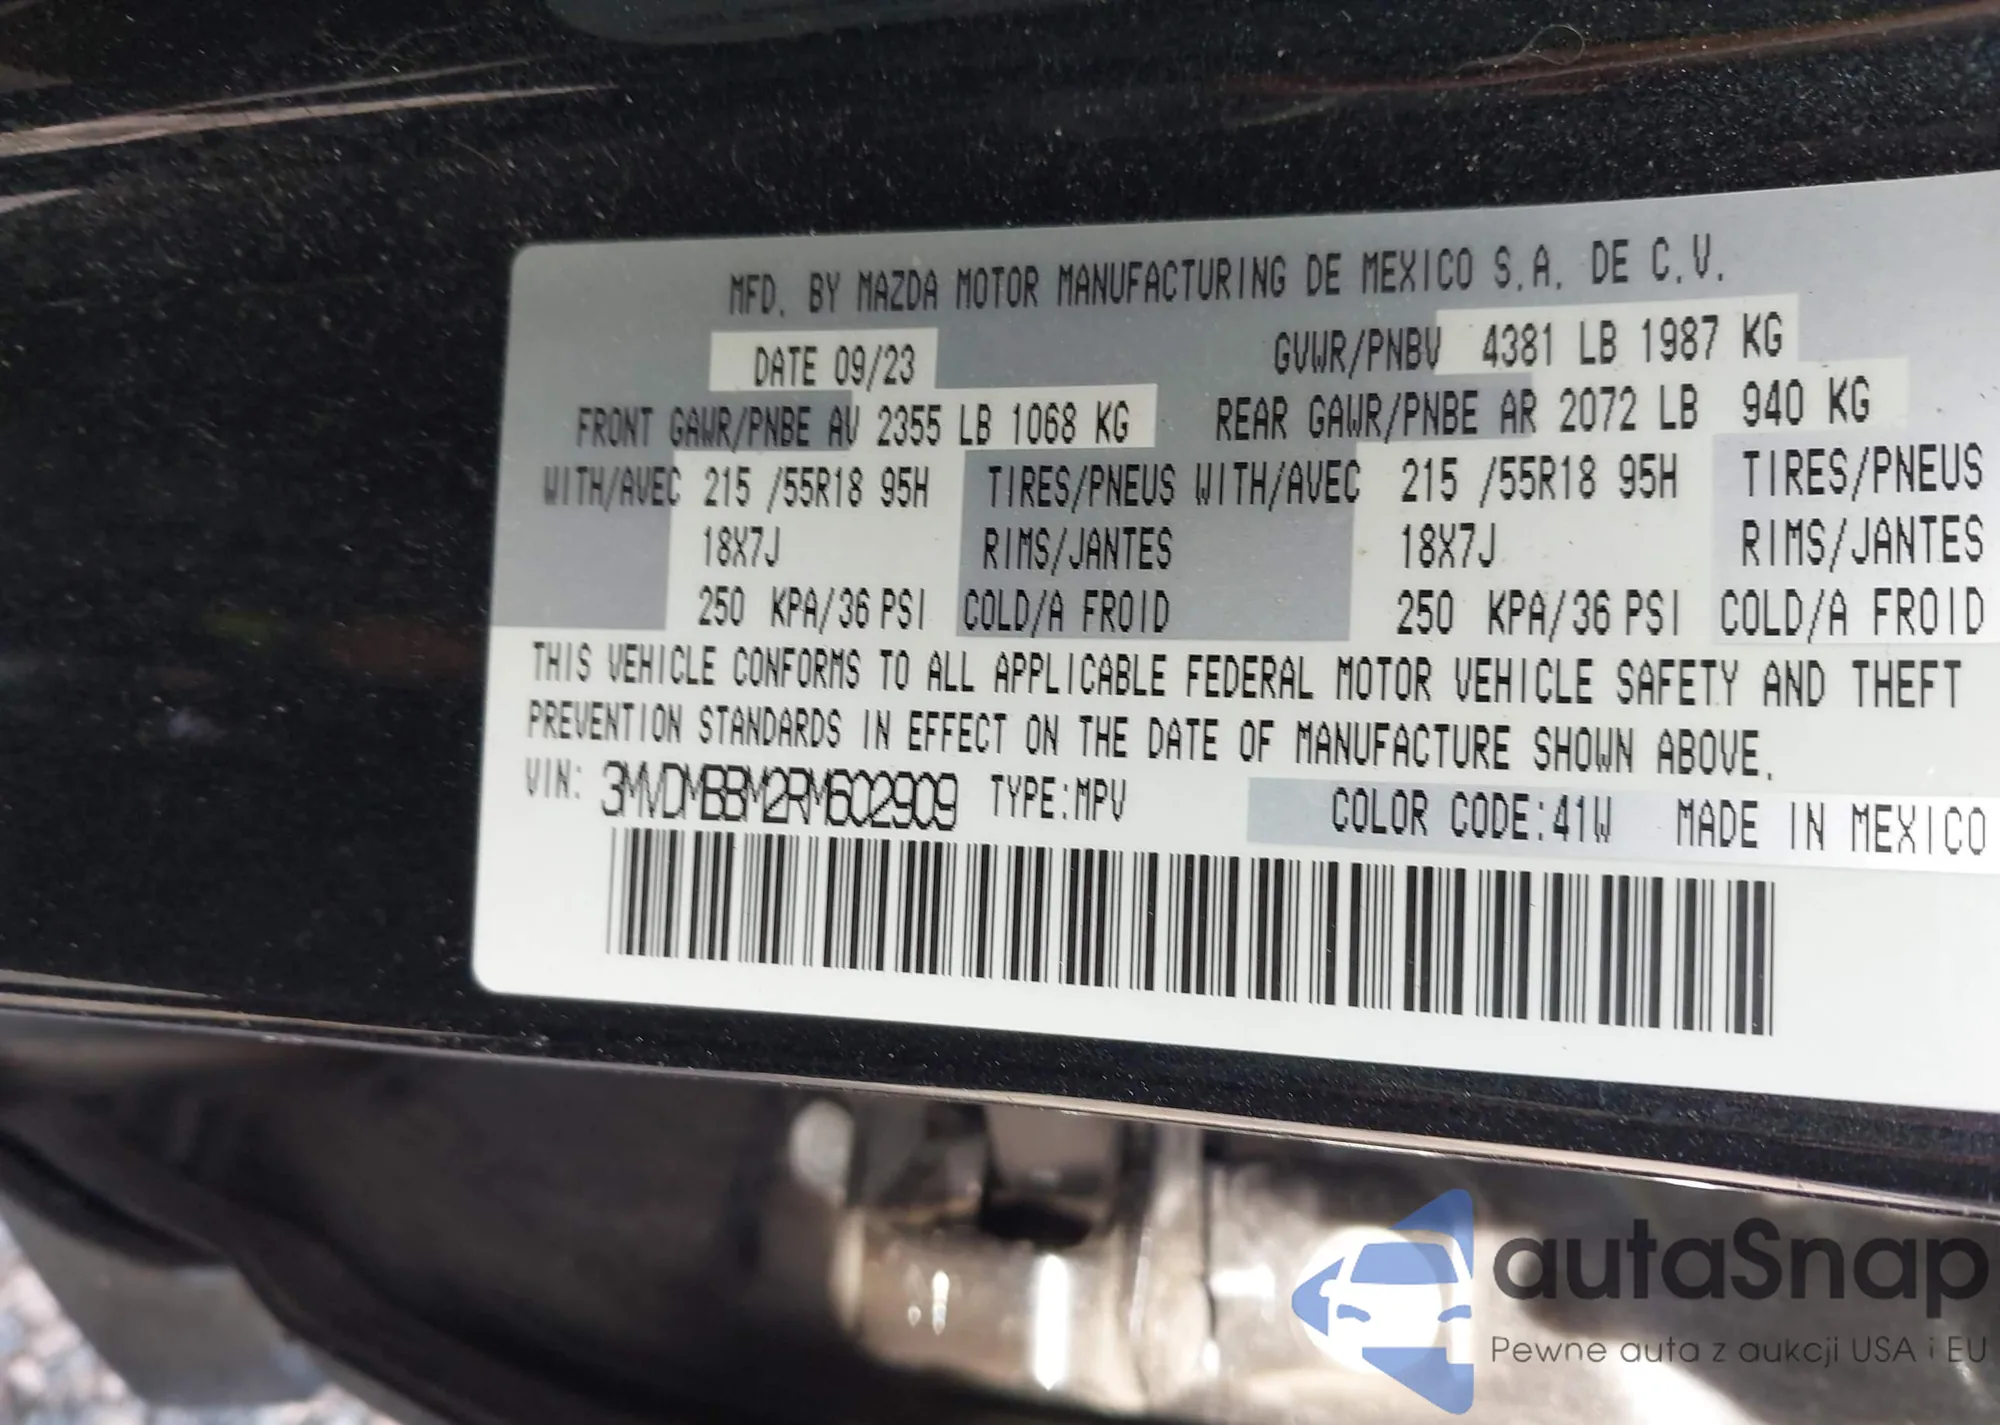 MFD. BY MAZDA MOTOR MANUFACTURING DE MEXICO S.A. DE C.V.
DATE 09/23 GVWR/PNBV 4381 LB 1987 KG
FRONT GAWR/PNBE AV 2355 LB 1068 KG REAR GAWR/PNBE AR 2072 LB 940 KG
WITH/AVEC 215 /55R18 95H TIRES/PNEUS WITH/AVEC 215 /55R18 95H TIRES/PNEUS
18X7J RIMS/JANTES 18X7J RIMS/JANTES
250 KPA/36 PSI COLD/A FROID 250 KPA/36 PSI COLD/A FROID
THIS VEHICLE CONFORMS TO ALL APPLICABLE FEDERAL MOTOR VEHICLE SAFETY AND THEFT
PREVENTION STANDARDS IN EFFECT ON THE DATE OF MANUFACTURE SHOWN ABOVE.
VIN: 3MVDMBBM2RM602909 TYPE:MPV COLOR CODE:41W MADE IN MEXICO
autaSnap
Pewne auta z aukcji USA i EU